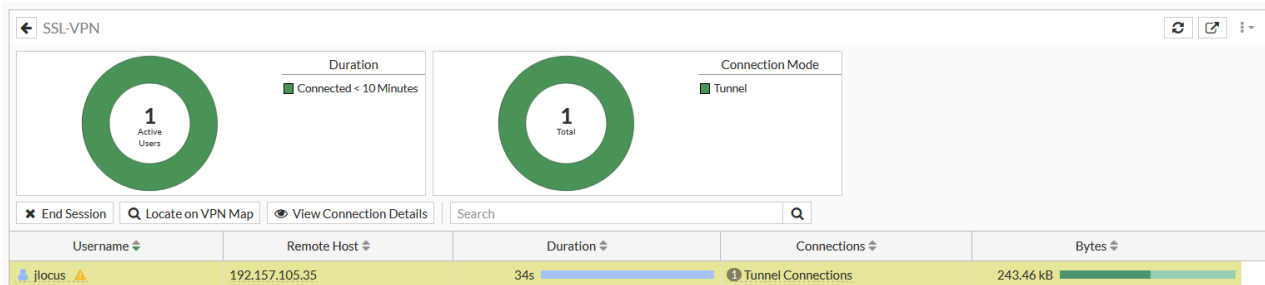 SSL-VPN
Duration
Connected < 10 Minutes
1
Active
Users
Connection Mode
Tunnel
1
Total
End Session
Locate on VPN Map
View Connection Details
Search
Username
Remote Host
Duration
Connections
Bytes
jlocus
192.157.105.35
34s
1 Tunnel Connections
243.46 kB